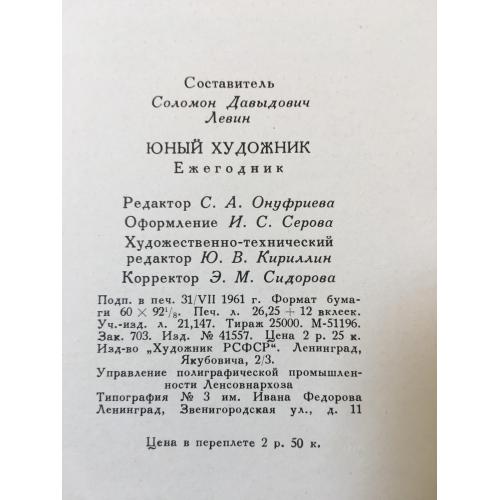 Составитель
Соломон Давыдович
Левин
ЮНЫЙ ХУДОЖНИК
Ежегодник
Редактор С. А. Онуфриева
Оформление И. С. Серова
Художественно-технический
редактор Ю. В. Кириллин
Корректор Э. М. Сидорова
Подп. в печ. 31/VII 1961 г. Формат бума-
ги 60 × 92¹/₈. Печ. л. 26,25 + 12 вклеек.
Уч.-изд. л. 21,147. Тираж 25000. М-51196.
Зак. 703. Изд. № 41557. Цена 2 р. 25 к.
Изд-во „Художник РСФСР“. Ленинград,
Якубовича, 2/3.
Управление полиграфической промышлен-
ности Ленсовнархоза
Типография № 3 им. Ивана Федорова
Ленинград, Звенигородская ул., д. 11
Цена в переплете 2 р. 50 к.